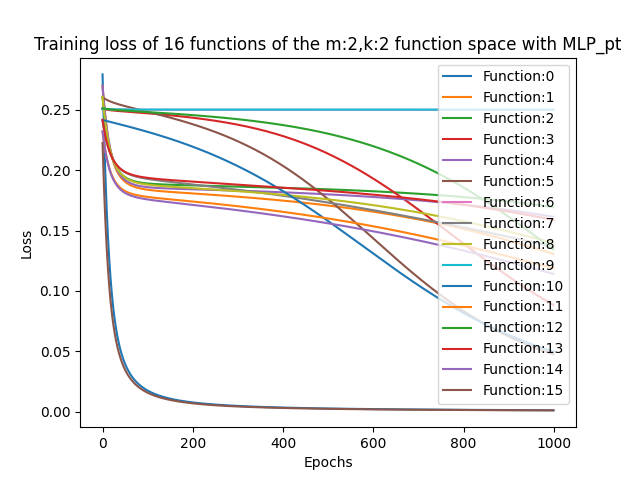 Training loss of 16 functions of the m:2,k:2 function space with MLP_pt
Loss
0.25
0.20
0.15
0.10
0.05
0.00
0
200
400
600
800
1000
Epochs
Function:0
Function:1
Function:2
Function:3
Function:4
Function:5
Function:6
Function:7
Function:8
Function:9
Function:10
Function:11
Function:12
Function:13
Function:14
Function:15